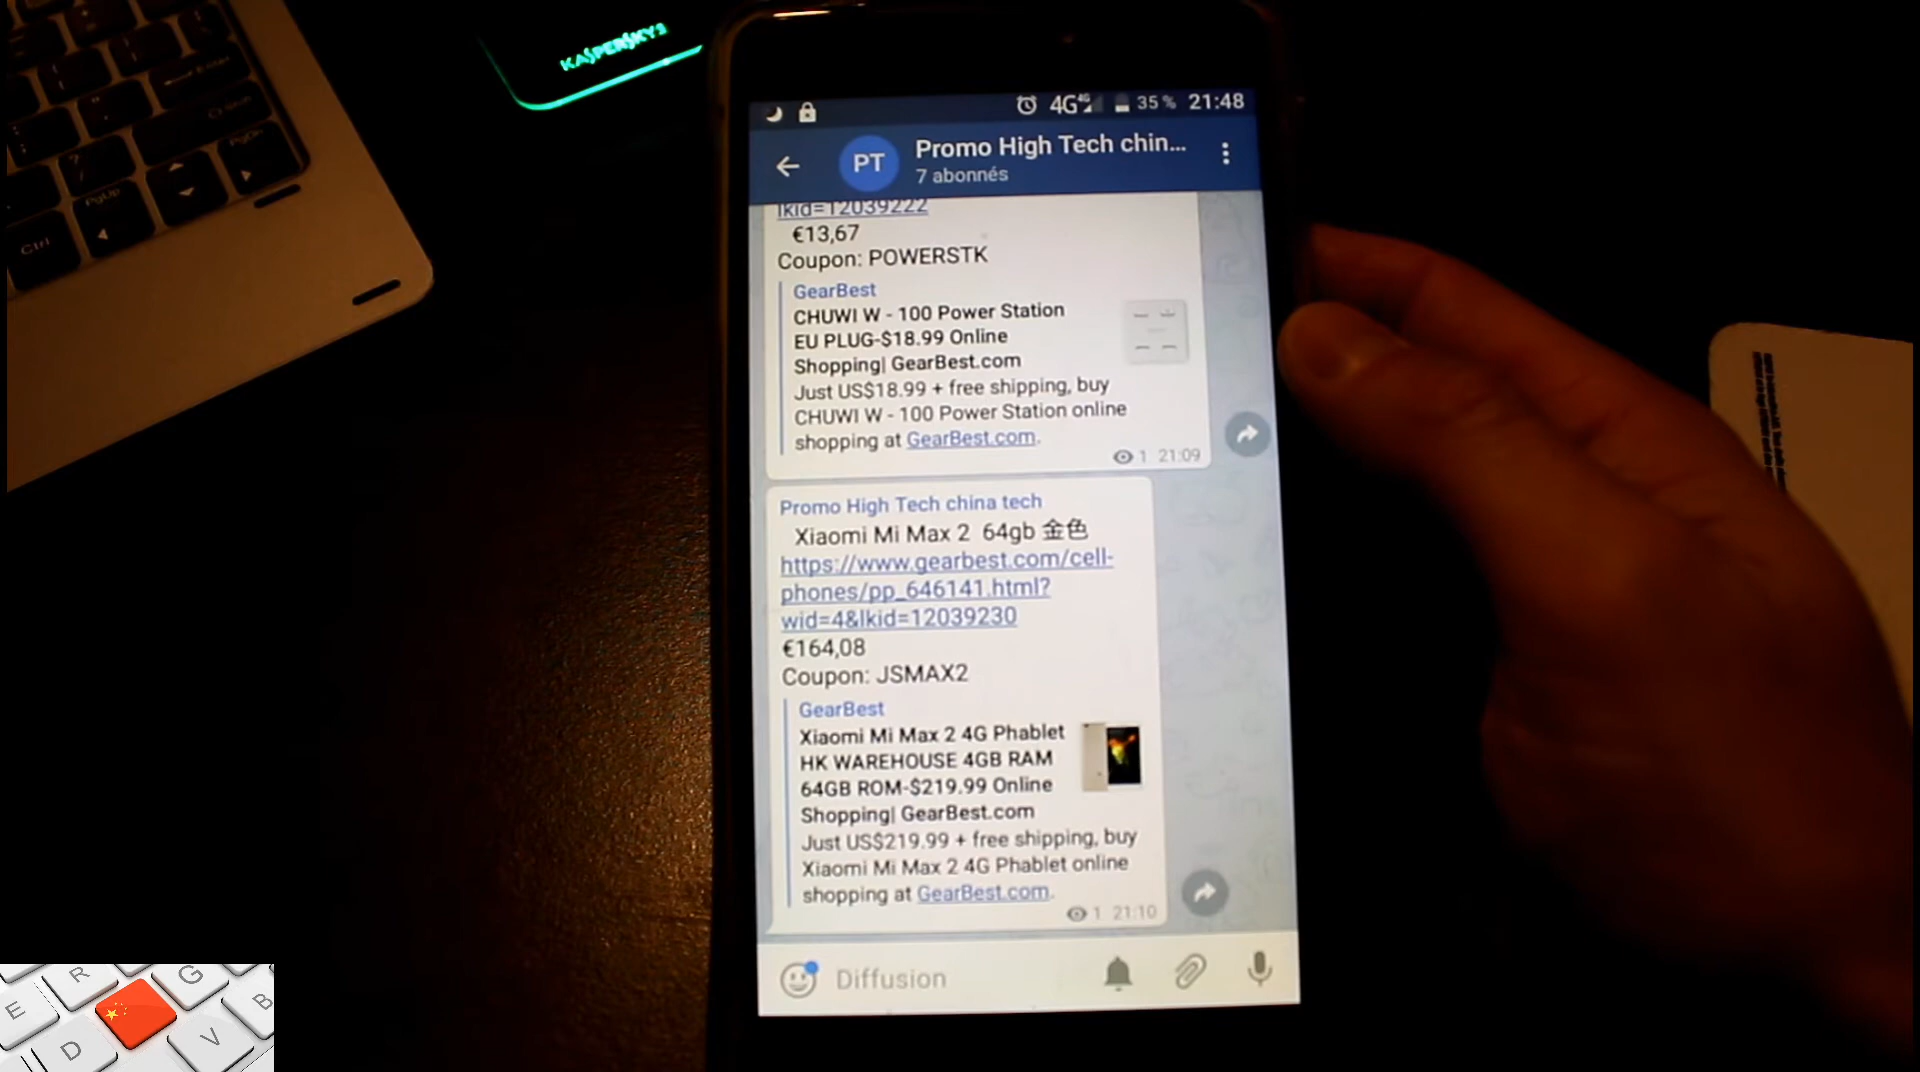 KASPERSKY
PgUp
PgDn
Ctrl
4G 35 % 21:48
PT
Promo High Tech chin...
7 abonnés
lkid=12039222
€13,67
Coupon: POWERSTK
GearBest
CHUWI W - 100 Power Station
EU PLUG-$18.99 Online
Shopping| GearBest.com
Just US$18.99 + free shipping, buy
CHUWI W - 100 Power Station online
shopping at GearBest.com.
1 21:09
Promo High Tech china tech
Xiaomi Mi Max 2 64gb 金色
https://www.gearbest.com/cell-
phones/pp_646141.html?
wid=4&lkid=12039230
€164,08
Coupon: JSMAX2
GearBest
Xiaomi Mi Max 2 4G Phablet
HK WAREHOUSE 4GB RAM
64GB ROM-$219.99 Online
Shopping| GearBest.com
Just US$219.99 + free shipping, buy
Xiaomi Mi Max 2 4G Phablet online
shopping at GearBest.com.
1 21:10
Diffusion
E R G
D V B